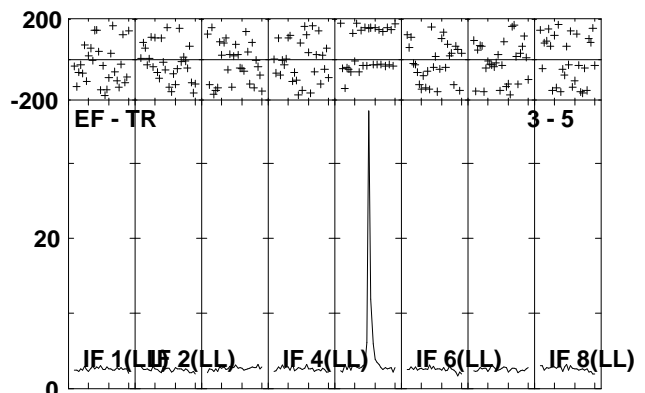 200
-200
EF - TR 3 - 5
20
IF 1(LL) IF 2(LL) IF 4(LL) IF 6(LL) IF 8(LL)
0